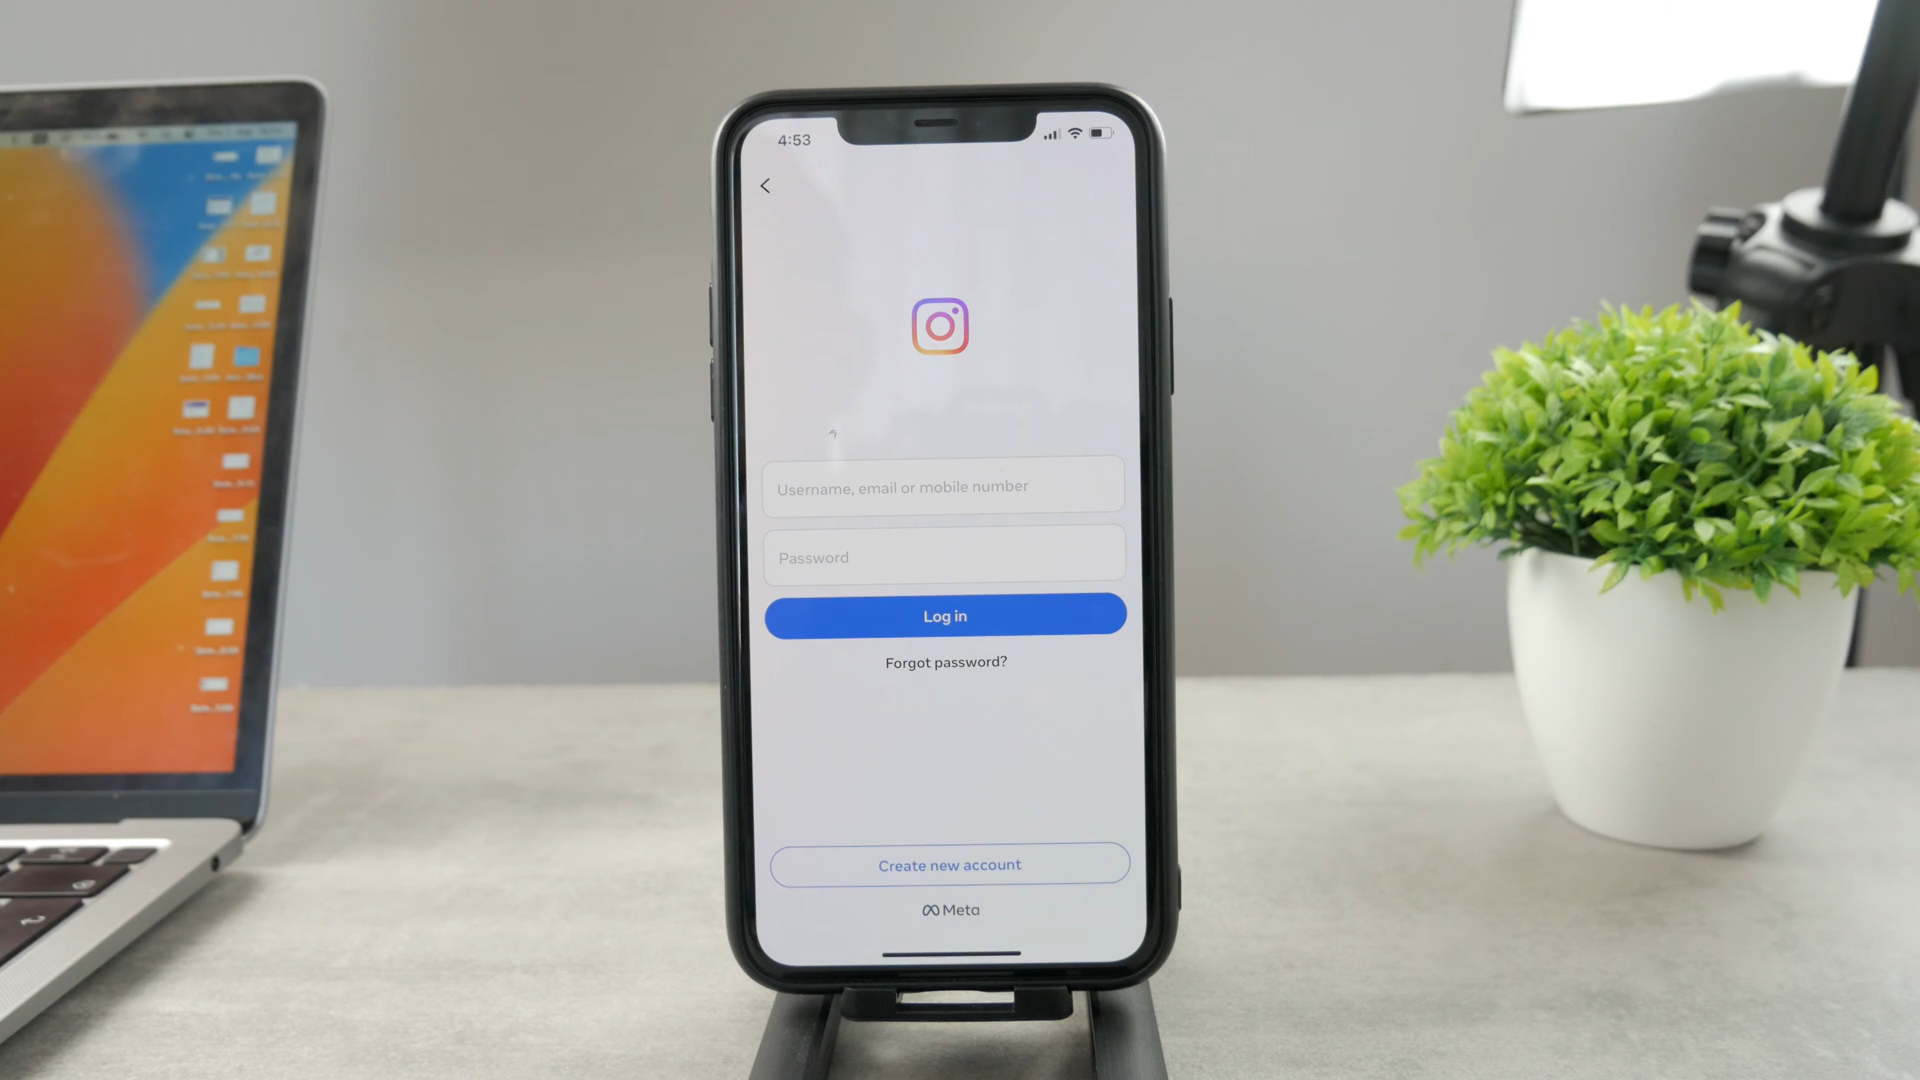 4:53
Username, email or mobile number
Password
Log in
Forgot password?
Create new account
Meta